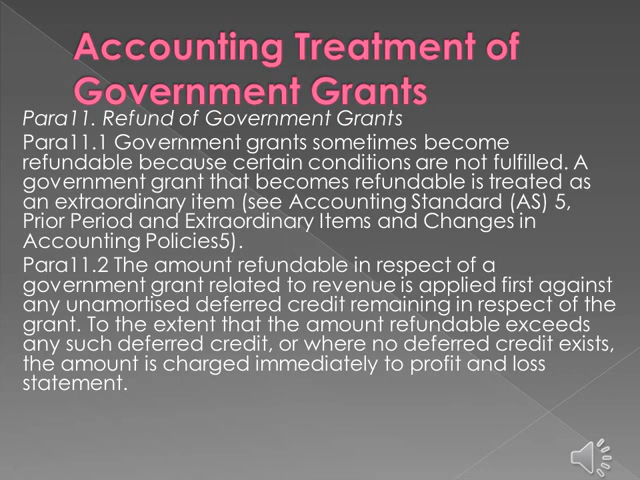 Accounting Treatment of
Government Grants
Para11. Refund of Government Grants
Para11.1 Government grants sometimes become
refundable because certain conditions are not fulfilled. A
government grant that becomes refundable is treated as
an extraordinary item (see Accounting Standard (AS) 5,
Prior Period and Extraordinary Items and Changes in
Accounting Policies5).
Para11.2 The amount refundable in respect of a
government grant related to revenue is applied first against
any unamortised deferred credit remaining in respect of the
grant. To the extent that the amount refundable exceeds
any such deferred credit, or where no deferred credit exists,
the amount is charged immediately to profit and loss
statement.